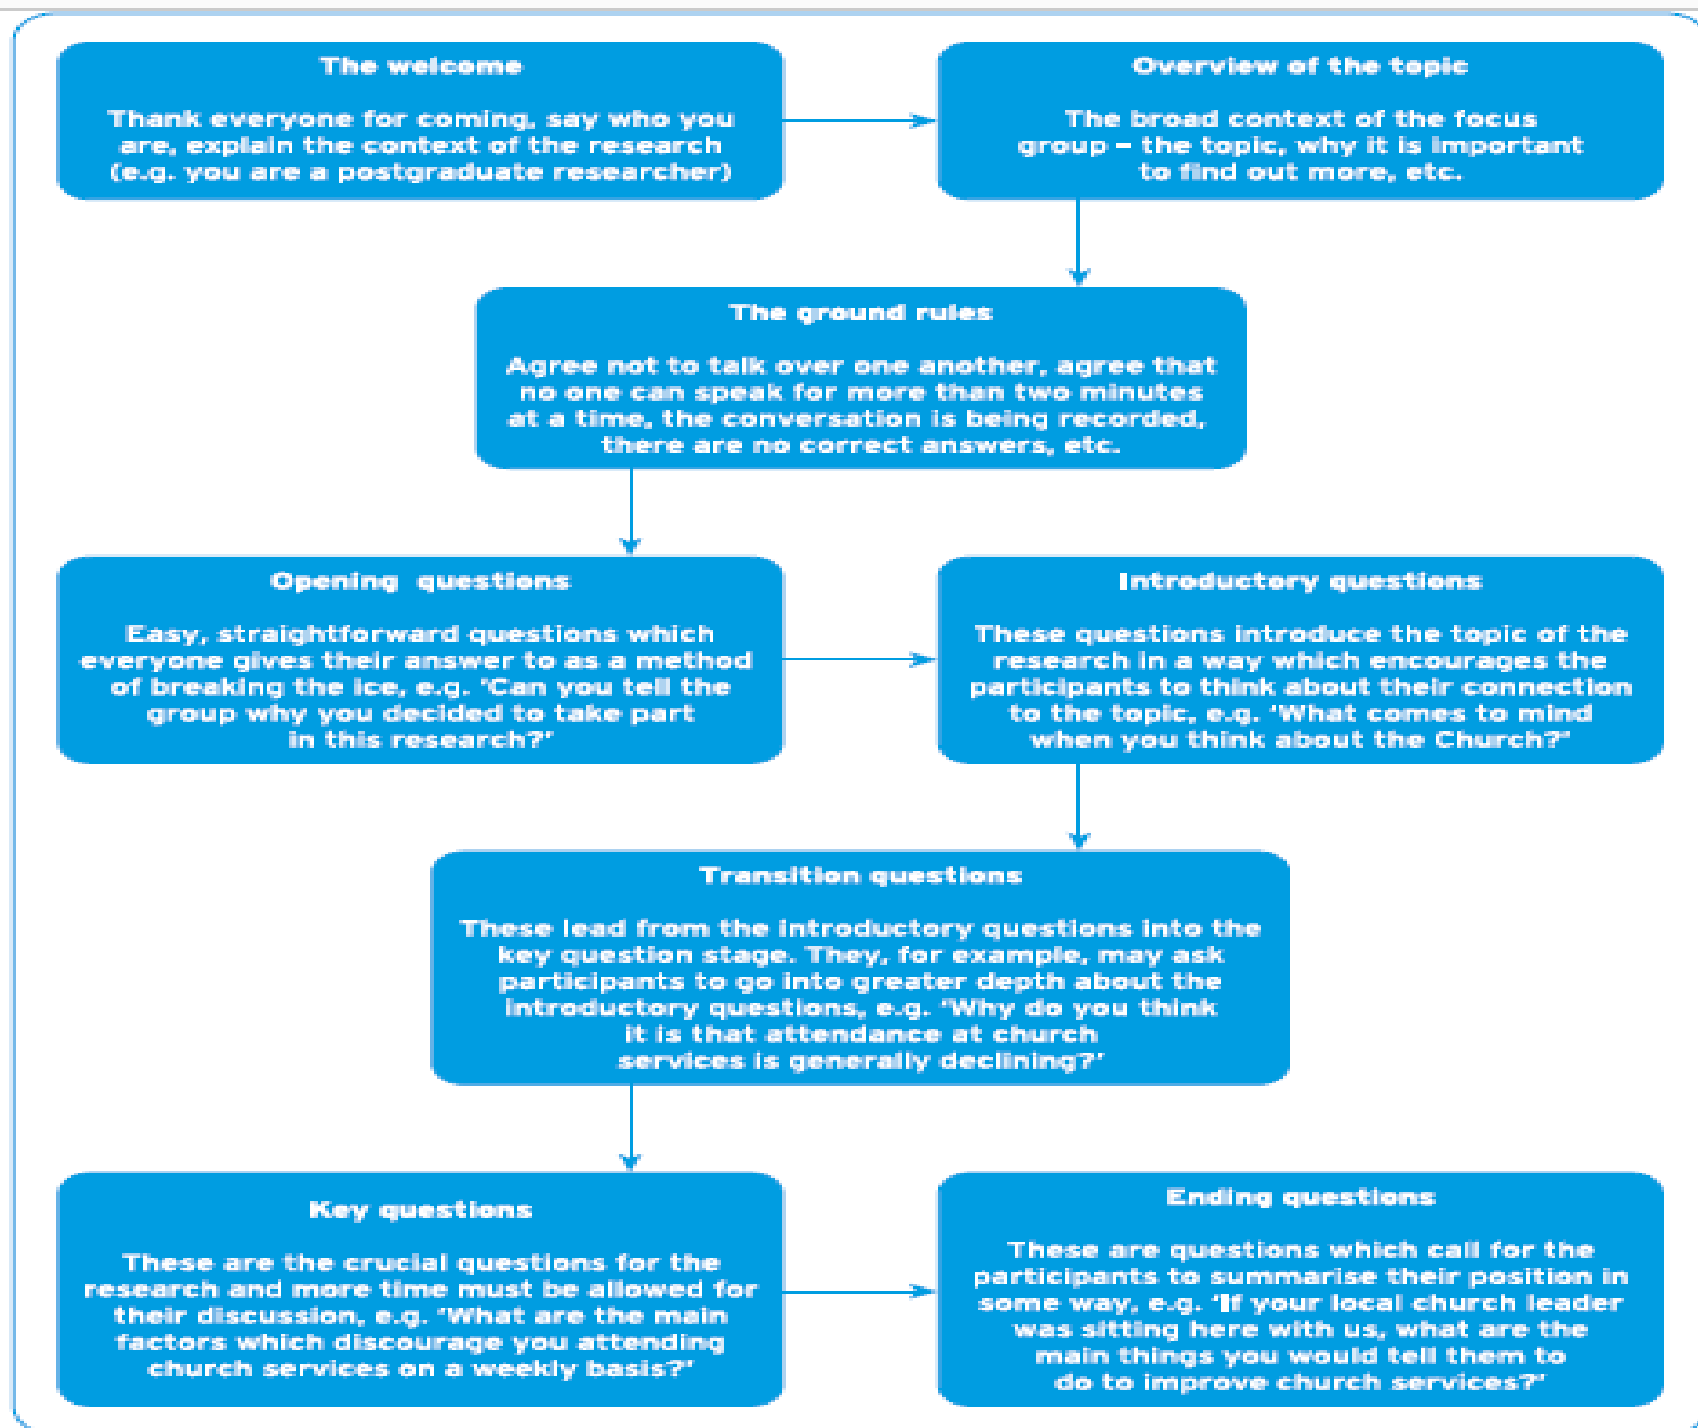 The welcome
Thank everyone for coming, say who you
are, explain the context of the research
(e.g. you are a postgraduate researcher)
Overview of the topic
The broad context of the focus
group – the topic, why it is important
to find out more, etc.
The ground rules
Agree not to talk over one another, agree that
no one can speak for more than two minutes
at a time, the conversation is being recorded,
there are no correct answers, etc.
Opening questions
Easy, straightforward questions which
everyone gives their answer to as a method
of breaking the ice, e.g. ‘Can you tell the
group why you decided to take part
in this research?’
Introductory questions
These questions introduce the topic of the
research in a way which encourages the
participants to think about their connection
to the topic, e.g. ‘What comes to mind
when you think about the Church?’
Transition questions
These lead from the introductory questions into the
key question stage. They, for example, may ask
participants to go into greater depth about the
introductory questions, e.g. ‘Why do you think
it is that attendance at church
services is generally declining?’
Key questions
These are the crucial questions for the
research and more time must be allowed for
their discussion, e.g. ‘What are the main
factors which discourage you attending
church services on a weekly basis?’
Ending questions
These are questions which call for the
participants to summarise their position in
some way, e.g. ‘If your local church leader
was sitting here with us, what are the
main things you would tell them to
do to improve church services?’